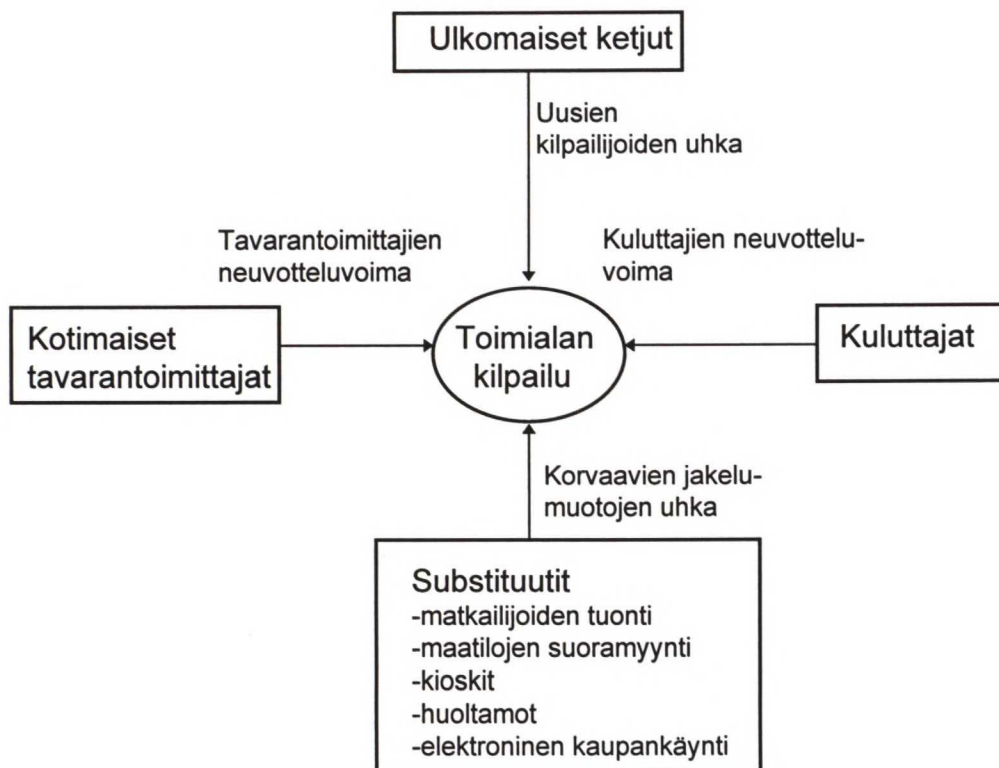 Ulkomaiset ketjut
Uusien
kilpailijoiden uhka
Tavarantoimittajien
neuvotteluvoima
Kuluttajien neuvottelu-
voima
Kotimaiset
tavarantoimittajat
Toimialan
kilpailu
Kuluttajat
Korvaavien jakelu-
muotojen uhka
Substituutit
-matkailijoiden tuonti
-maatilojen suoramyynti
-kioskit
-huoltamot
-elektroninen kaupankäynti